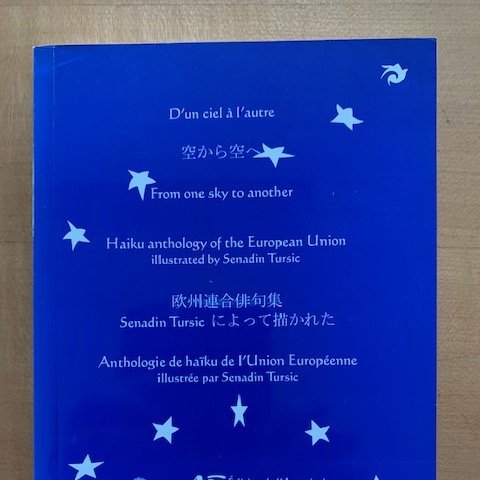 D'un ciel à l'autre
空から空へ
From one sky to another
Haiku anthology of the European Union
illustrated by Senadin Tursic
欧州連合俳句集
Senadin Tursic によって描かれた
Anthologie de haïku de l'Union Européenne
illustrée par Senadin Tursic